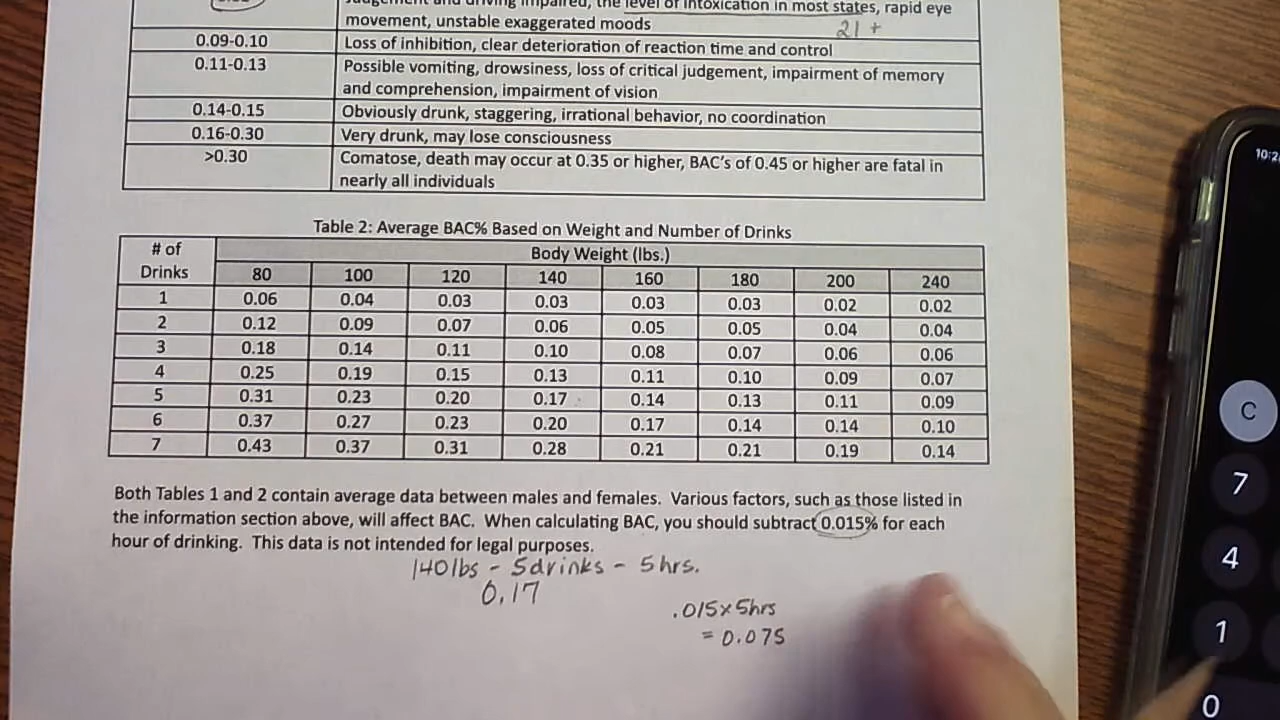 judgement and driving impaired, the level of intoxication in most states, rapid eye
movement, unstable exaggerated moods
21 +
0.09-0.10 Loss of inhibition, clear deterioration of reaction time and control
0.11-0.13 Possible vomiting, drowsiness, loss of critical judgement, impairment of memory
and comprehension, impairment of vision
0.14-0.15 Obviously drunk, staggering, irrational behavior, no coordination
0.16-0.30 Very drunk, may lose consciousness
>0.30 Comatose, death may occur at 0.35 or higher, BAC's of 0.45 or higher are fatal in
nearly all individuals
Table 2: Average BAC% Based on Weight and Number of Drinks
# of Drinks Body Weight (lbs.)
80 100 120 140 160 180 200 240
1 0.06 0.04 0.03 0.03 0.03 0.03 0.02 0.02
2 0.12 0.09 0.07 0.06 0.05 0.05 0.04 0.04
3 0.18 0.14 0.11 0.10 0.08 0.07 0.06 0.06
4 0.25 0.19 0.15 0.13 0.11 0.10 0.09 0.07
5 0.31 0.23 0.20 0.17 0.14 0.13 0.11 0.09
6 0.37 0.27 0.23 0.20 0.17 0.14 0.14 0.10
7 0.43 0.37 0.31 0.28 0.21 0.21 0.19 0.14
Both Tables 1 and 2 contain average data between males and females. Various factors, such as those listed in
the information section above, will affect BAC. When calculating BAC, you should subtract 0.015% for each
hour of drinking. This data is not intended for legal purposes.
140lbs - 5drinks - 5hrs.
0.17
.015x5hrs
= 0.075
C
7
4
1
0